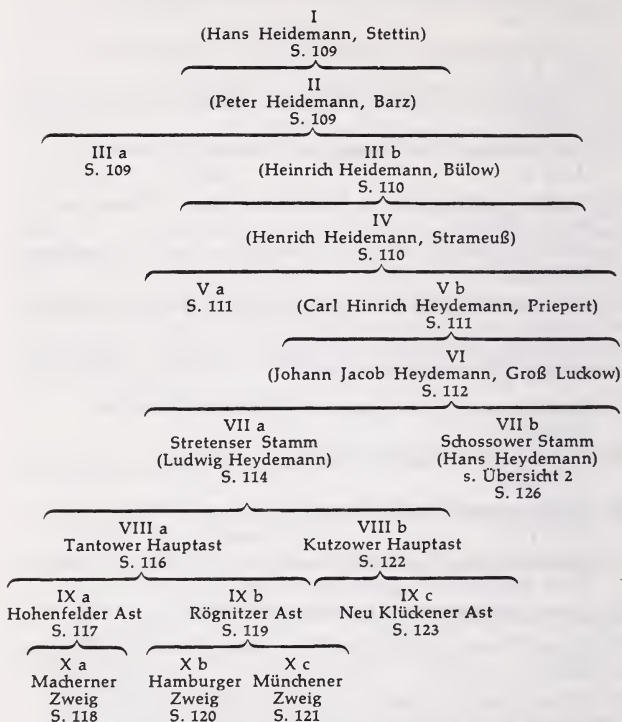 I
(Hans Heidemann, Stettin)
S. 109
II
(Peter Heidemann, Barz)
S. 109
III a
S. 109
III b
(Heinrich Heidemann, Bülow)
S. 110
IV
(Henrich Heidemann, Strameuß)
S. 110
V a
S. 111
V b
(Carl Hinrich Heydemann, Priepert)
S. 111
VI
(Johann Jacob Heydemann, Groß Luckow)
S. 112
VII a
Stretenser Stamm
(Ludwig Heydemann)
S. 114
VII b
Schossower Stamm
(Hans Heydemann)
s. Übersicht 2
S. 126
VIII a
Tantower Hauptast
S. 116
VIII b
Kutzower Hauptast
S. 122
IX a
Hohenfelder Ast
S. 117
IX b
Rögnitzer Ast
S. 119
IX c
Neu Klückener Ast
S. 123
X a
Macherner
Zweig
S. 118
X b
Hamburger
Zweig
S. 120
X c
Münchener
Zweig
S. 121